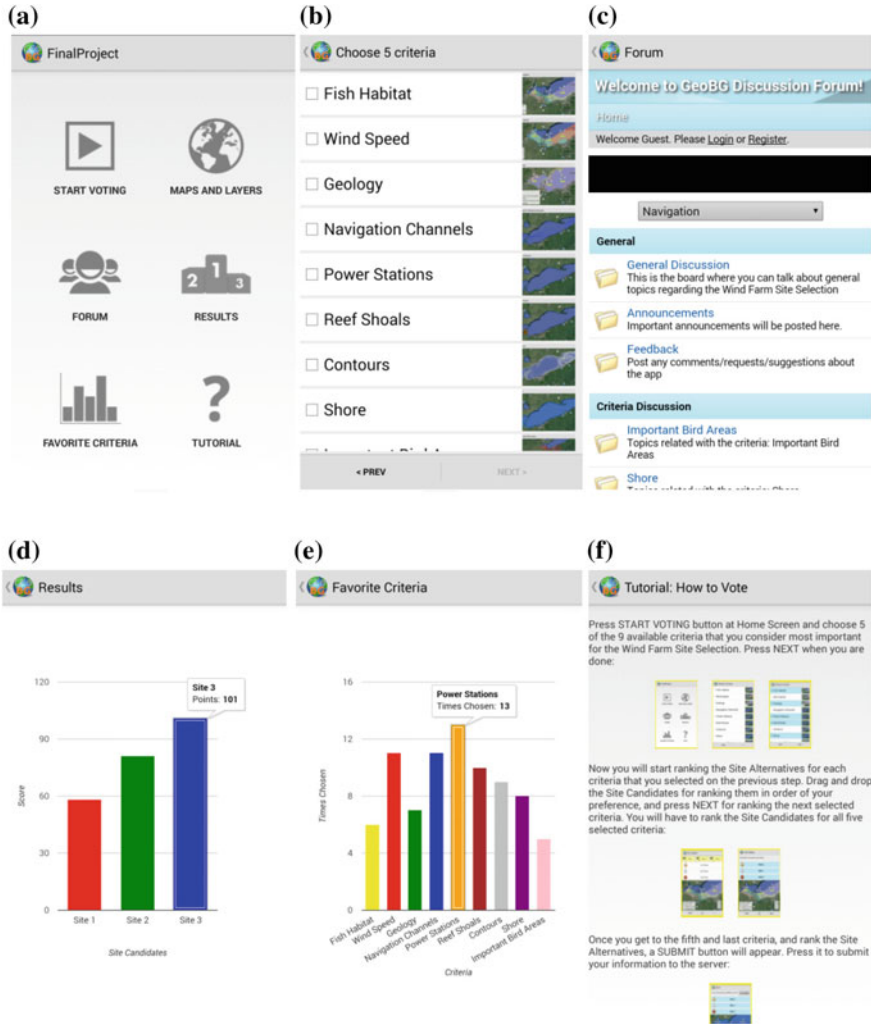 (a)
FinalProject
START VOTING
MAPS AND LAYERS
FORUM
2 1 3
RESULTS
FAVORITE CRITERIA
?
TUTORIAL
(b)
Choose 5 criteria
Fish Habitat
Wind Speed
Geology
Navigation Channels
Power Stations
Reef Shoals
Contours
Shore
< PREV
NEXT >
(c)
Forum
Welcome to GeoBG Discussion Forum!
Home
Welcome Guest. Please Login or Register.
Navigation
General
General Discussion
This is the board where you can talk about general
topics regarding the Wind Farm Site Selection
Announcements
Important announcements will be posted here.
Feedback
Post any comments/requests/suggestions about
the app
Criteria Discussion
Important Bird Areas
Topics related with the criteria: Important Bird
Areas
Shore
Topics related with the criteria: Shore
(d)
Results
120
90
60
30
0
Score
Site 3
Points: 101
Site 1
Site 2
Site 3
Site Candidates
(e)
Favorite Criteria
16
12
8
4
0
Times Chosen
Power Stations
Times Chosen: 13
Fish Habitat
Wind Speed
Geology
Navigation Channels
Power Stations
Reef Shoals
Contours
Shore
Important Bird Areas
Criteria
(f)
Tutorial: How to Vote
Press START VOTING button at Home Screen and choose 5
of the 9 available criteria that you consider most important
for the Wind Farm Site Selection. Press NEXT when you are
done:
Now you will start ranking the Site Alternatives for each
criteria that you selected on the previous step. Drag and drop
the Site Candidates for ranking them in order of your
preference, and press NEXT for ranking the next selected
criteria. You will have to rank the Site Candidates for all five
selected criteria:
Once you get to the fifth and last criteria, and rank the Site
Alternatives, a SUBMIT button will appear. Press it to submit
your information to the server: